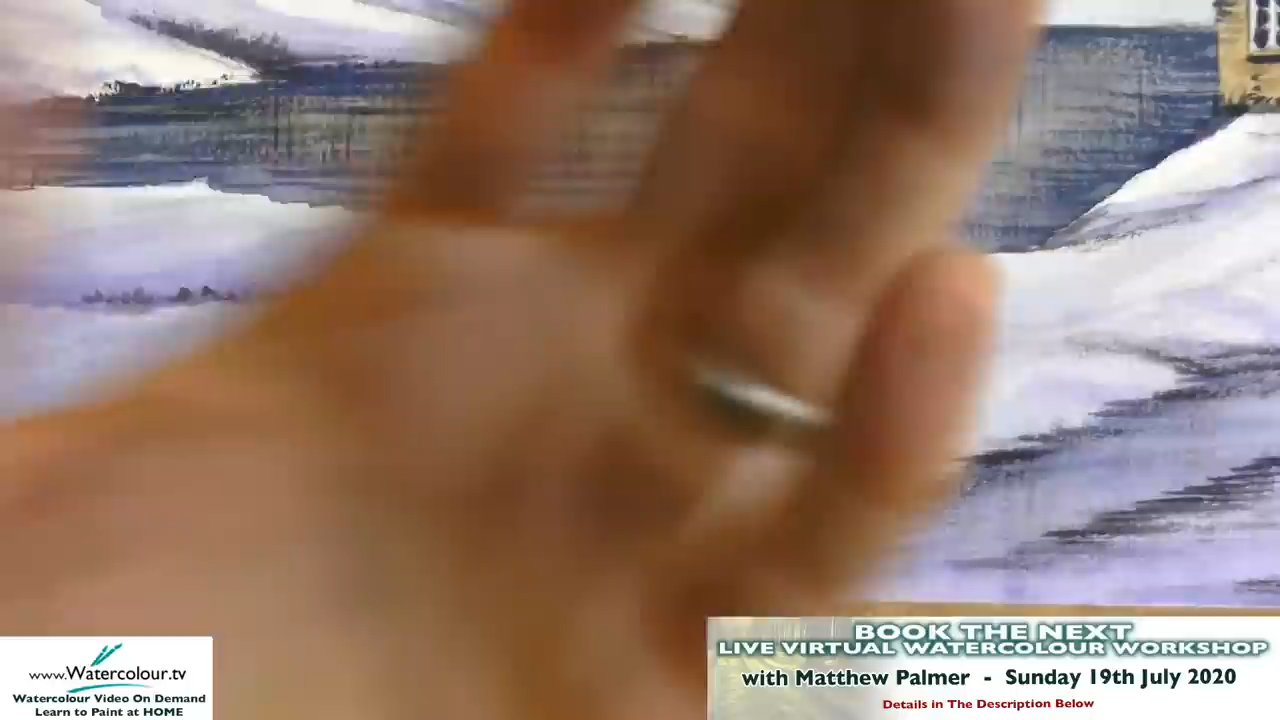 www.Watercolour.tv
Watercolour Video On Demand
Learn to Paint at HOME
BOOK THE NEXT
LIVE VIRTUAL WATERCOLOUR WORKSHOP
with Matthew Palmer - Sunday 19th July 2020
Details in The Description Below